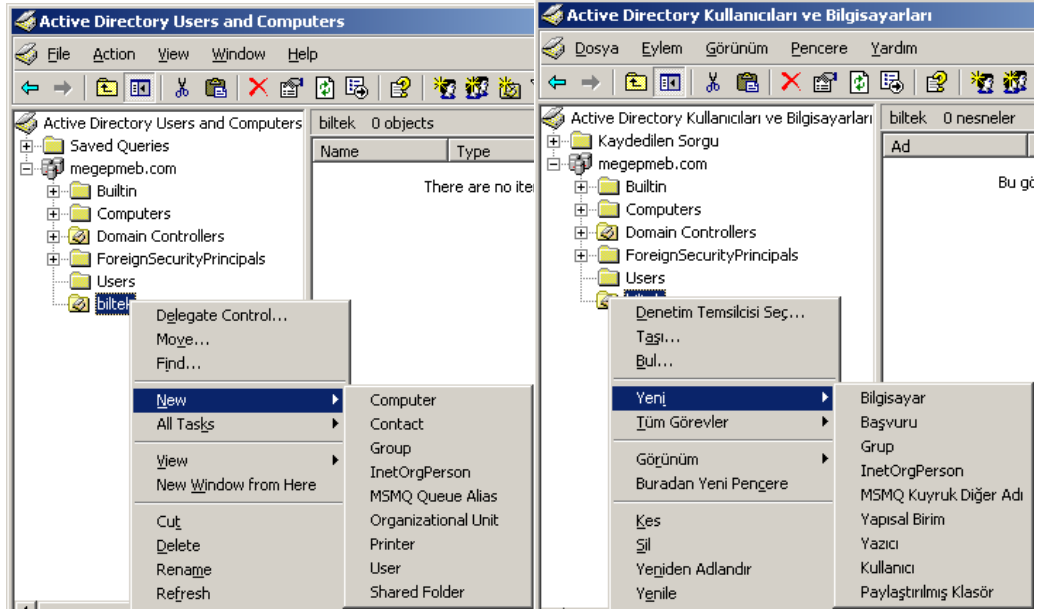 Active Directory Users and Computers
File Action View Window Help
Active Directory Users and Computers
Saved Queries
megepmeb.com
Builtin
Computers
Domain Controllers
ForeignSecurityPrincipals
Users
biltek
biltek 0 objects
Name Type
There are no ite
Delegate Control...
Move...
Find...
New
All Tasks
View
New Window from Here
Cut
Delete
Rename
Refresh
Computer
Contact
Group
InetOrgPerson
MSMQ Queue Alias
Organizational Unit
Printer
User
Shared Folder
Active Directory Kullanıcıları ve Bilgisayarları
Dosya Eylem Görünüm Pencere Yardım
Active Directory Kullanıcıları ve Bilgisayarları
Kaydedilen Sorgu
megepmeb.com
Builtin
Computers
Domain Controllers
ForeignSecurityPrincipals
Users
biltek 0 nesneler
Ad
Bu gö
Denetim Temsilcisi Seç...
Taşı...
Bul...
Yeni
Tüm Görevler
Görünüm
Buradan Yeni Pencere
Kes
Sil
Yeniden Adlandır
Yenile
Bilgisayar
Başvuru
Grup
InetOrgPerson
MSMQ Kuyruk Diğer Adı
Yapısal Birim
Yazıcı
Kullanıcı
Paylaştırılmış Klasör